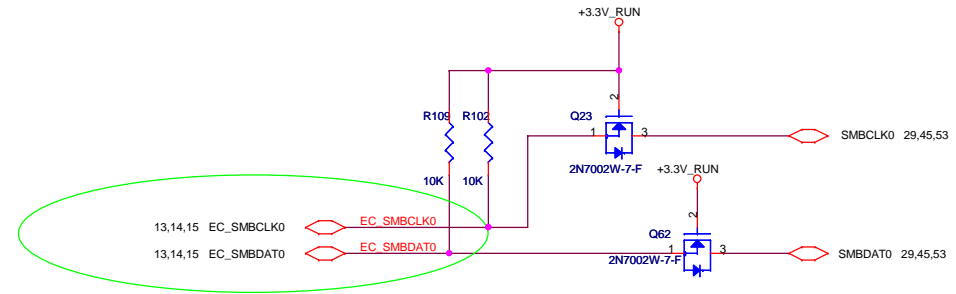 +3.3V_RUN
R109 R102 Q23
2
1 3 SMBCLK0 29,45,53
2N7002W-7-F
+3.3V_RUN
10K 10K
2
13,14,15 EC_SMBCLK0 EC_SMBCLK0
Q62
13,14,15 EC_SMBDAT0 EC_SMBDAT0 1 3 SMBDAT0 29,45,53
2N7002W-7-F